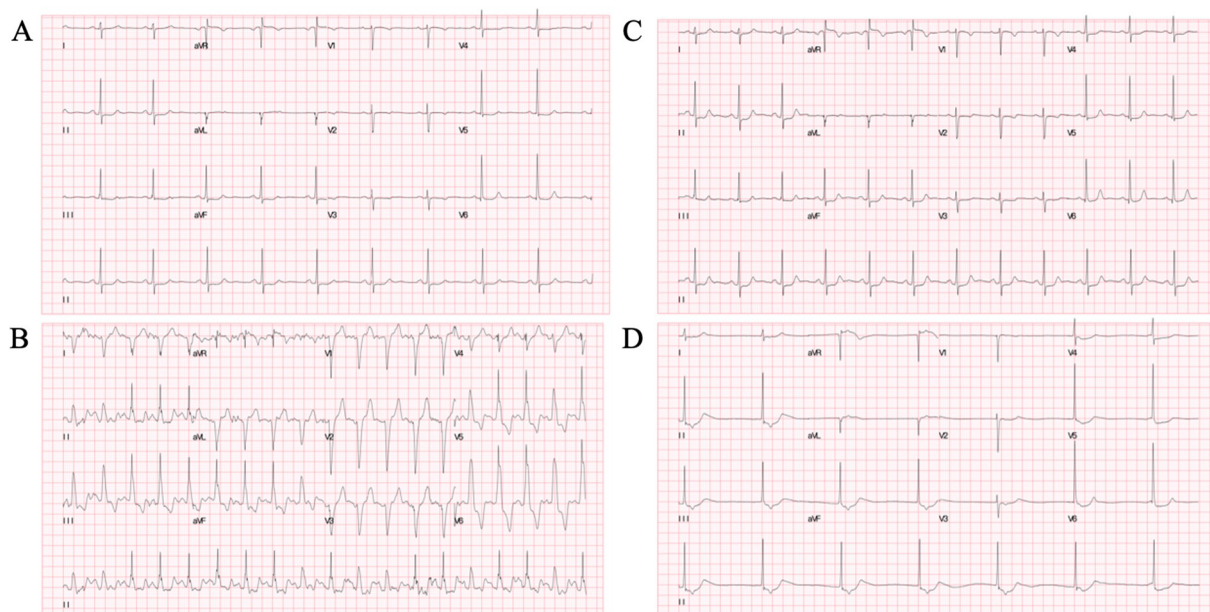 A
I aVR V1 V4
II aVL V2 V5
III aVF V3 V6
II
B
I aVR V1 V4
II aVL V2 V5
III aVF V3 V6
II
C
I aVR V1 V4
II aVL V2 V5
III aVF V3 V6
II
D
I aVR V1 V4
II aVL V2 V5
III aVF V3 V6
II